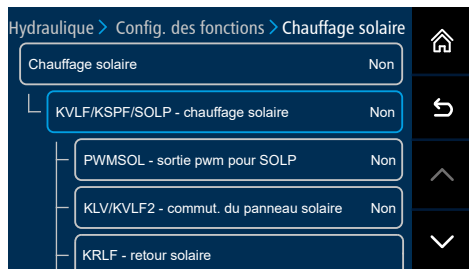 Hydraulique > Config. des fonctions > Chauffage solaire
Chauffage solaire Non
KVLF/KSPF/SOLP - chauffage solaire Non
PWMSOL - sortie pwm pour SOLP Non
KLV/KVLF2 - commut. du panneau solaire Non
KRLF - retour solaire